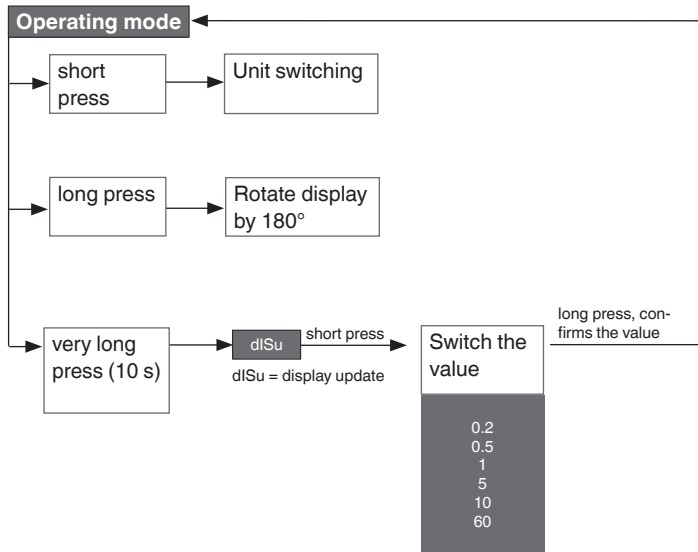 Operating mode
short
press
Unit switching
long press
Rotate display
by 180°
very long
press (10 s)
dISu
dISu = display update
short press
Switch the
value
0.2
0.5
1
5
10
60
long press, con-
firms the value